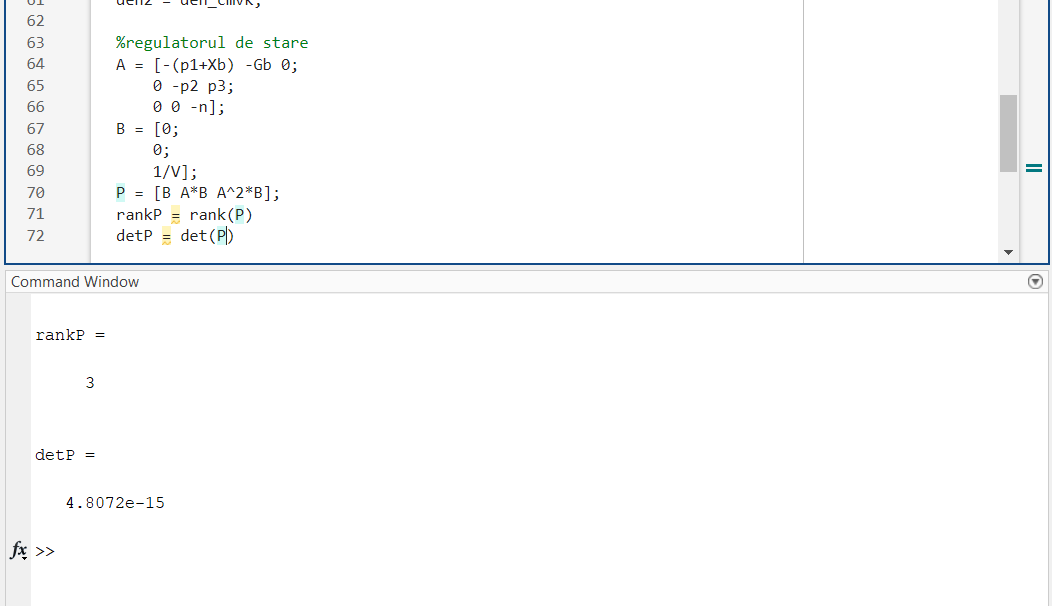 61 den2 = den_cmvk;
62
63 %regulatorul de stare
64 A = [-(p1+Xb) -Gb 0;
65 0 -p2 p3;
66 0 0 -n];
67 B = [0;
68 0;
69 1/V];
70 P = [B A*B A^2*B];
71 rankP = rank(P)
72 detP = det(P)
Command Window
rankP =
3
detP =
4.8072e-15
fx >>